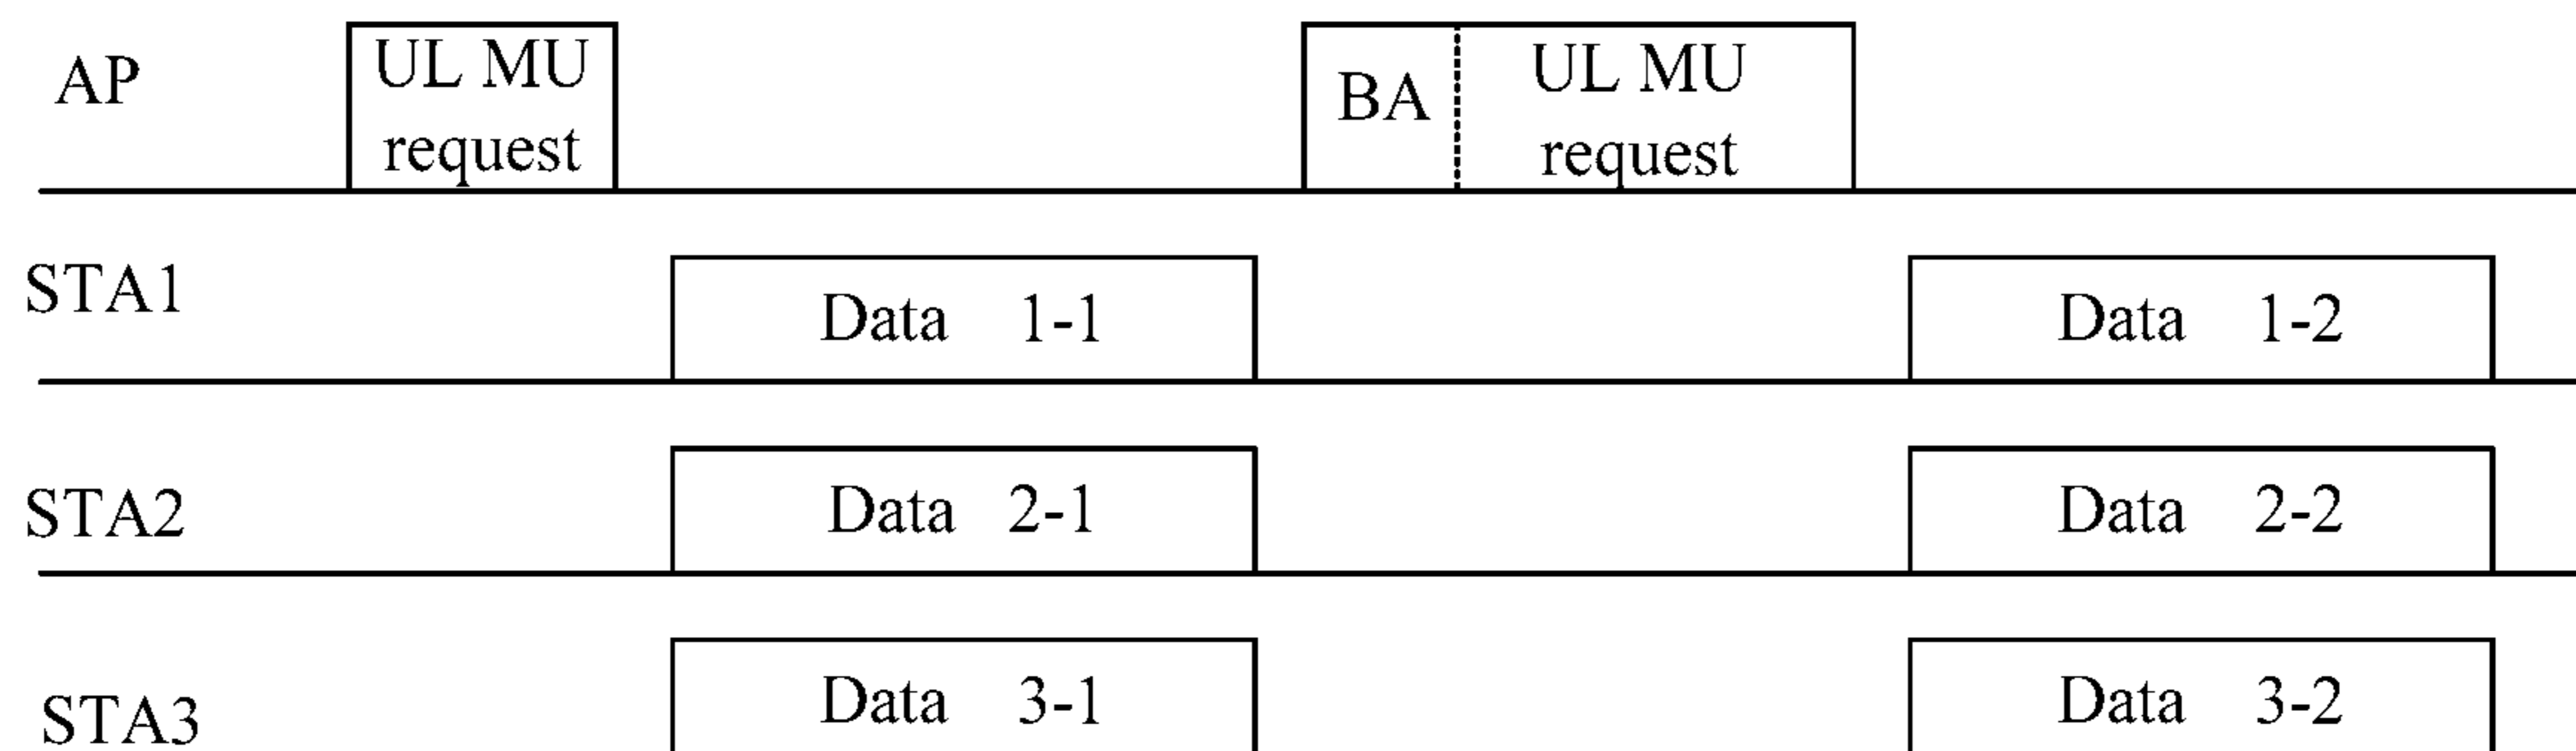 AP
UL MU
request
BA
UL MU
request
STA1
Data 1-1
Data 1-2
STA2
Data 2-1
Data 2-2
STA3
Data 3-1
Data 3-2